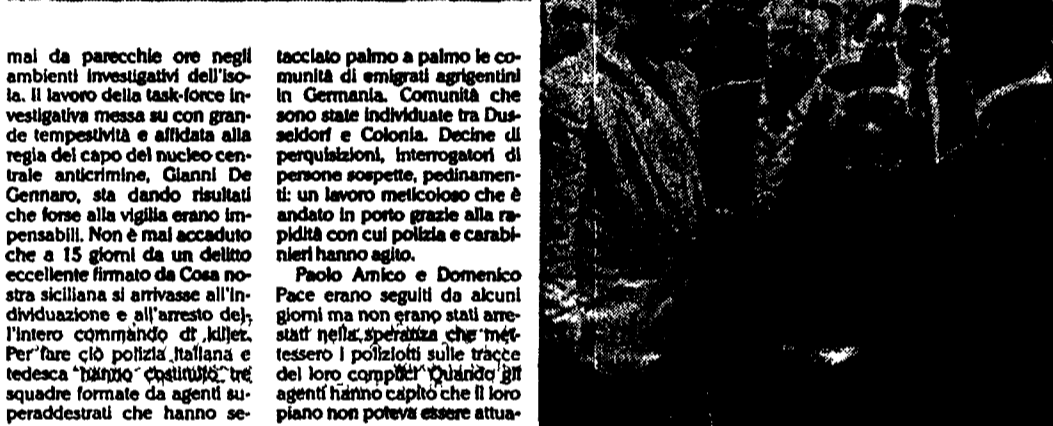 mai da parecchie ore negli
ambienti investigativi dell'iso-
la. Il lavoro della task-force in-
vestigativa messa su con gran-
de tempestività e affidata alla
regia del capo del nucleo cen-
trale anticrimine, Gianni De
Gennaro, sta dando risultati
che forse alla vigilia erano im-
pensabili. Non è mai accaduto
che a 15 giorni da un delitto
eccellente firmato da Cosa no-
stra siciliana si arrivasse all'in-
dividuazione e all'arresto del-
l'intero commando di killer.
Per fare ciò polizia italiana e
tedesca hanno costituito tre
squadre formate da agenti su-
peraddestrati che hanno se-
tacciato palmo a palmo le co-
munità di emigrati agrigentini
in Germania. Comunità che
sono state individuate tra Dus-
seldorf e Colonia. Decine di
perquisizioni, interrogatori di
persone sospette, pedinamen-
ti: un lavoro meticoloso che è
andato in porto grazie alla ra-
pidità con cui polizia e carabi-
nieri hanno agito.
Paolo Amico e Domenico
Pace erano seguiti da alcuni
giorni ma non erano stati arre-
stati nella speranza che met-
tessero i poliziotti sulle tracce
dei loro complici. Quando gli
agenti hanno capito che il loro
piano non poteva essere attua-